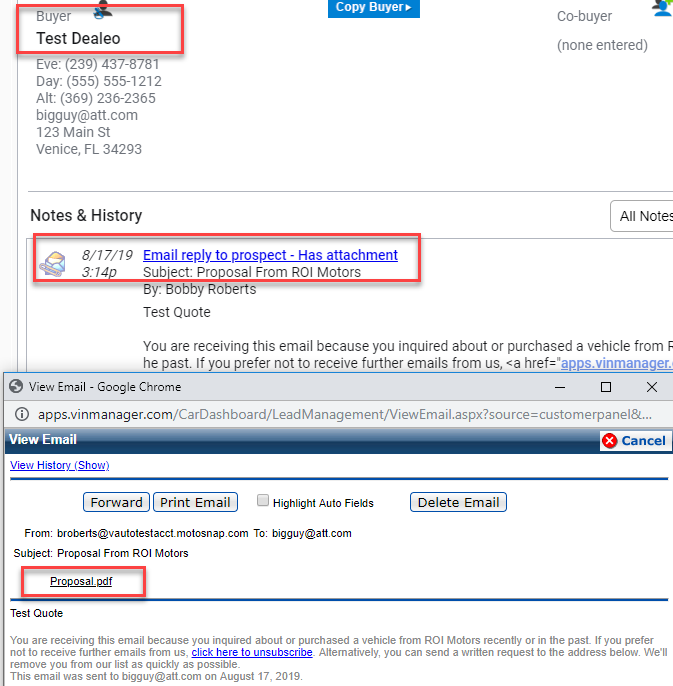 Buyer
Copy Buyer▸
Co-buyer
Test Dealeo
(none entered)
Eve: (239) 437-8781
Day: (555) 555-1212
Alt: (369) 236-2365
bigguy@att.com
123 Main St
Venice, FL 34293
Notes & History
All Notes
8/17/19 Email reply to prospect - Has attachment
3:14p Subject: Proposal From ROI Motors
By: Bobby Roberts
Test Quote
You are receiving this email because you inquired about or purchased a vehicle from R
he past. If you prefer not to receive further emails from us, <a href="apps.vinmanager.
View Email - Google Chrome
apps.vinmanager.com/CarDashboard/LeadManagement/ViewEmail.aspx?source=customerpanel&...
View Email
Cancel
View History (Show)
Forward Print Email Highlight Auto Fields Delete Email
From: broberts@vautotestacct.motosnap.com To: bigguy@att.com
Subject: Proposal From ROI Motors
Proposal.pdf
Test Quote
You are receiving this email because you inquired about or purchased a vehicle from ROI Motors recently or in the past. If you prefer
not to receive further emails from us, click here to unsubscribe. Alternatively, you can send a written request to the address below. We'll
remove you from our list as quickly as possible.
This email was sent to bigguy@att.com on August 17, 2019.